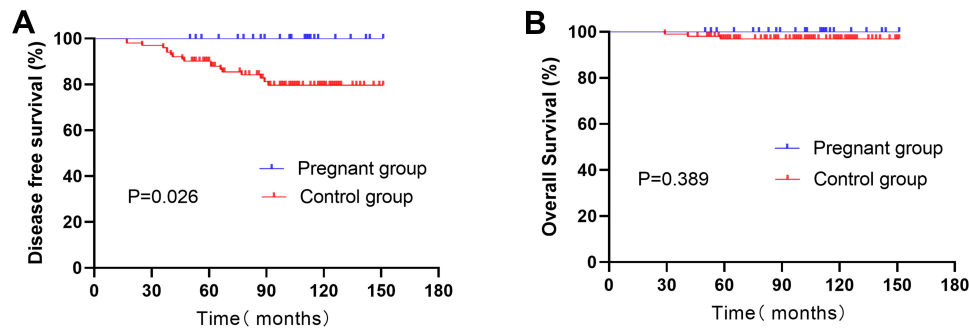 A
Disease free survival (%)
100
80
60
40
20
0
Pregnant group
Control group
P=0.026
0 30 60 90 120 150 180
Time( months)
B
Overall Survival (%)
100
80
60
40
20
0
Pregnant group
Control group
P=0.389
0 30 60 90 120 150 180
Time( months)